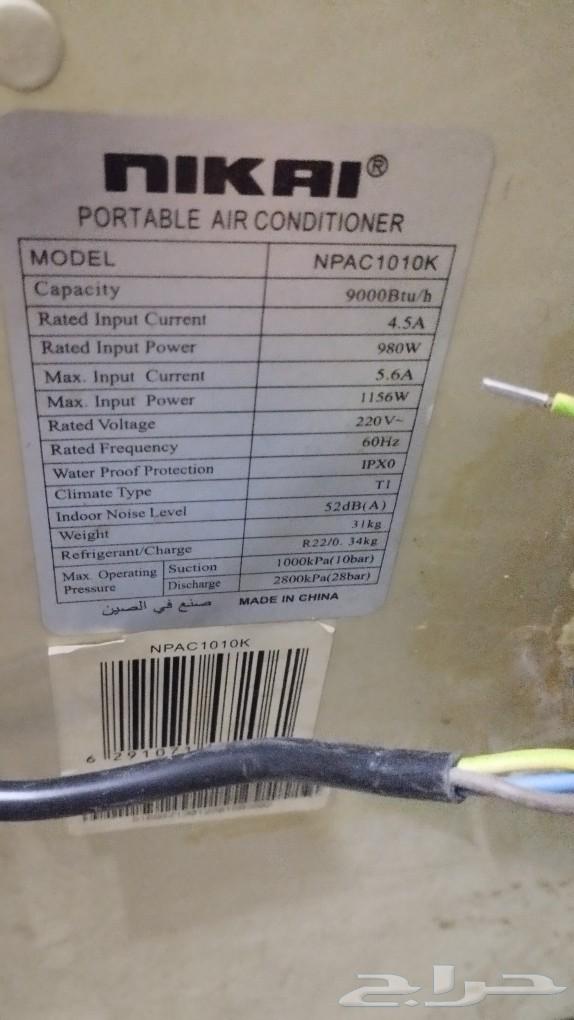 NIKAI®
PORTABLE AIR CONDITIONER
MODEL NPAC1010K
Capacity 9000Btu/h
Rated Input Current 4.5A
Rated Input Power 980W
Max. Input Current 5.6A
Max. Input Power 1156W
Rated Voltage 220V~
Rated Frequency 60Hz
Water Proof Protection IPX0
Climate Type T1
Indoor Noise Level 52dB(A)
Weight 31kg
Refrigerant/Charge R22/0. 34kg
Max. Operating Pressure Suction 1000kPa(10bar)
Discharge 2800kPa(28bar)
صنع في الصين MADE IN CHINA
NPAC1010K
6 291071
حراج